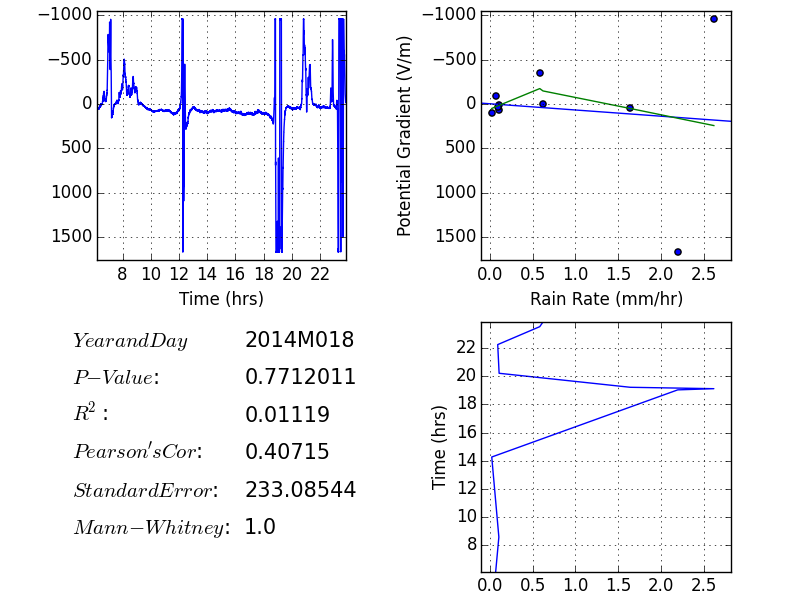 −1000
−500
0
500
1000
1500
8 10 12 14 16 18 20 22
Time (hrs)
Potential Gradient (V/m)
−1000
−500
0
500
1000
1500
0.0 0.5 1.0 1.5 2.0 2.5
Rain Rate (mm/hr)
YearandDay 2014M018
P−Value: 0.7712011
R² : 0.01119
Pearson′sCor: 0.40715
StandardError: 233.08544
Mann−Whitney: 1.0
Time (hrs)
22
20
18
16
14
12
10
8
0.0 0.5 1.0 1.5 2.0 2.5